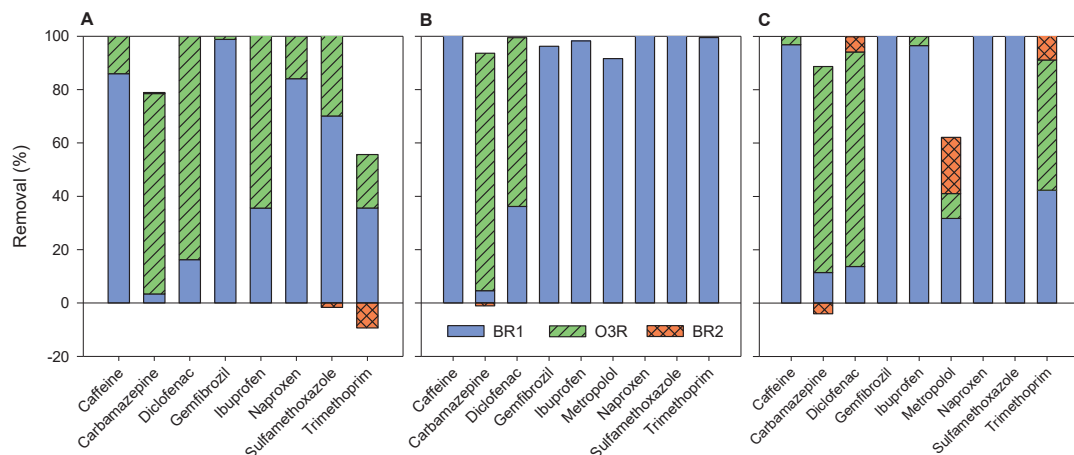 A
B
C
Removal (%)
100
80
60
40
20
0
-20
BR1
O3R
BR2
Caffeine
Carbamazepine
Diclofenac
Gemfibrozil
Ibuprofen
Naproxen
Sulfamethoxazole
Trimethoprim
Caffeine
Carbamazepine
Diclofenac
Gemfibrozil
Ibuprofen
Metropolol
Naproxen
Sulfamethoxazole
Trimethoprim
Caffeine
Carbamazepine
Diclofenac
Gemfibrozil
Ibuprofen
Metropolol
Naproxen
Sulfamethoxazole
Trimethoprim